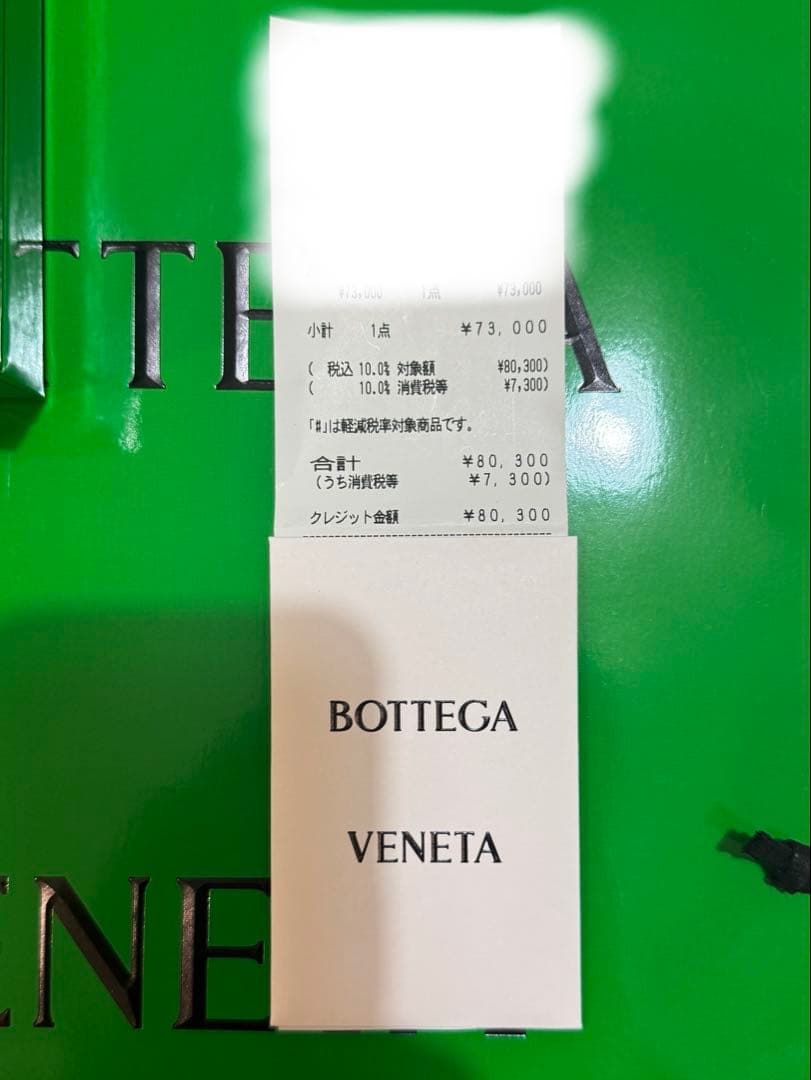 TTE A
¥73,000 1点 ¥73,000
小計 1点 ¥73,000
( 税込 10.0% 対象額 ¥80,300)
( 10.0% 消費税等 ¥7,300)
「#」は軽減税率対象商品です。
合計 ¥80,300
(うち消費税等 ¥7,300)
クレジット金額 ¥80,300
BOTTEGA
VENETA
ENE